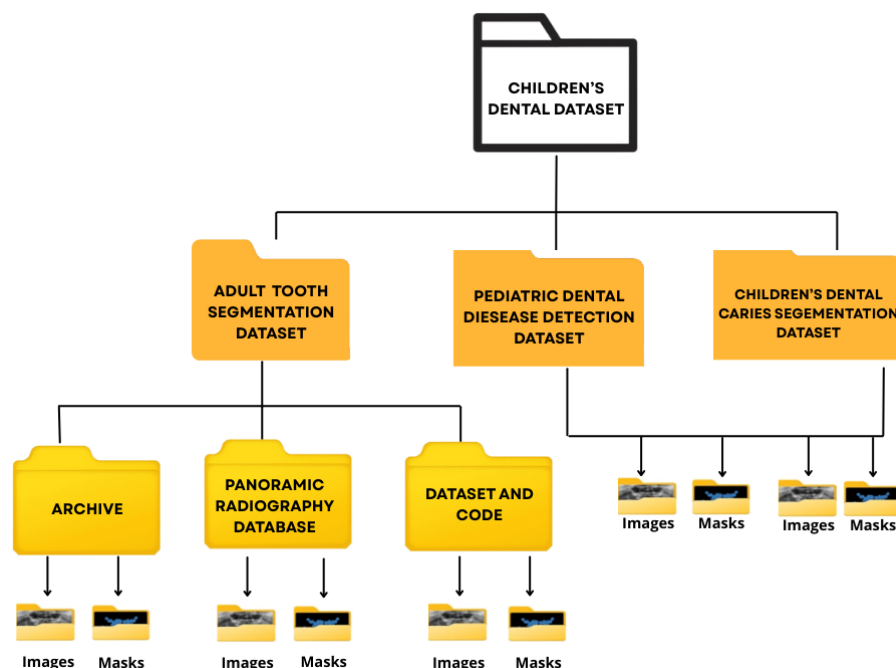 CHILDREN'S
DENTAL DATASET
ADULT TOOTH
SEGMENTATION
DATASET
PEDIATRIC DENTAL
DIESEASE DETECTION
DATASET
CHILDREN'S DENTAL
CARIES SEGEMENTATION
DATASET
ARCHIVE
PANORAMIC
RADIOGRAPHY
DATABASE
DATASET AND
CODE
Images
Masks
Images
Masks
Images
Masks
Images
Masks
Images
Masks